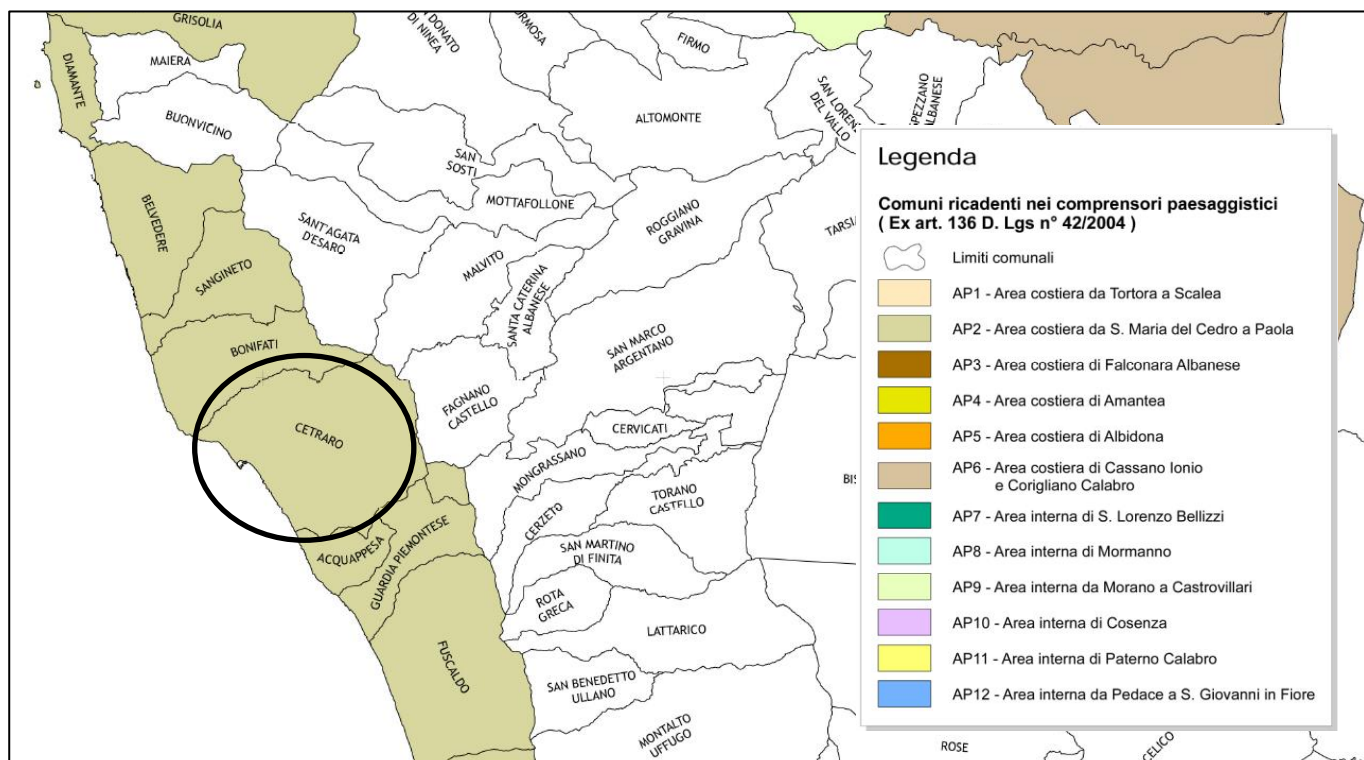 GRISOLIA
DIAMANTE
MAIERA
BUONVICINO
DI NINEA
FIRMO
ALTOMONTE
DEL VALLO
ALBANESE
SAN
SOSTI
MOTTAFOLLONE
BELVEDERE
SANGINETO
SANT'AGATA
D'ESARO
MALVITO
SANTA CATERINA
ALBANESE
ROGGIANO
GRAVINA
BONIFATI
SAN MARCO
ARGENTANO
CETRARO
FAGNANO
CASTELLO
CERVICATI
MONGRASSANO
CERZETO
TORANO
CASTELLO
ACQUAPPESA
GUARDIA PIEMONTESE
SAN MARTINO
DI FINITA
ROTA
GRECA
LATTARICO
FUSCALDO
SAN BENEDETTO
ULLANO
MONTALTO
UFFUGO
ROSE
Legenda
Comuni ricadenti nei comprensori paesaggistici
( Ex art. 136 D. Lgs n° 42/2004 )
Limiti comunali
AP1 - Area costiera da Tortora a Scalea
AP2 - Area costiera da S. Maria del Cedro a Paola
AP3 - Area costiera di Falconara Albanese
AP4 - Area costiera di Amantea
AP5 - Area costiera di Albidona
AP6 - Area costiera di Cassano Ionio
e Corigliano Calabro
AP7 - Area interna di S. Lorenzo Bellizzi
AP8 - Area interna di Mormanno
AP9 - Area interna da Morano a Castrovillari
AP10 - Area interna di Cosenza
AP11 - Area interna di Paterno Calabro
AP12 - Area interna da Pedace a S. Giovanni in Fiore